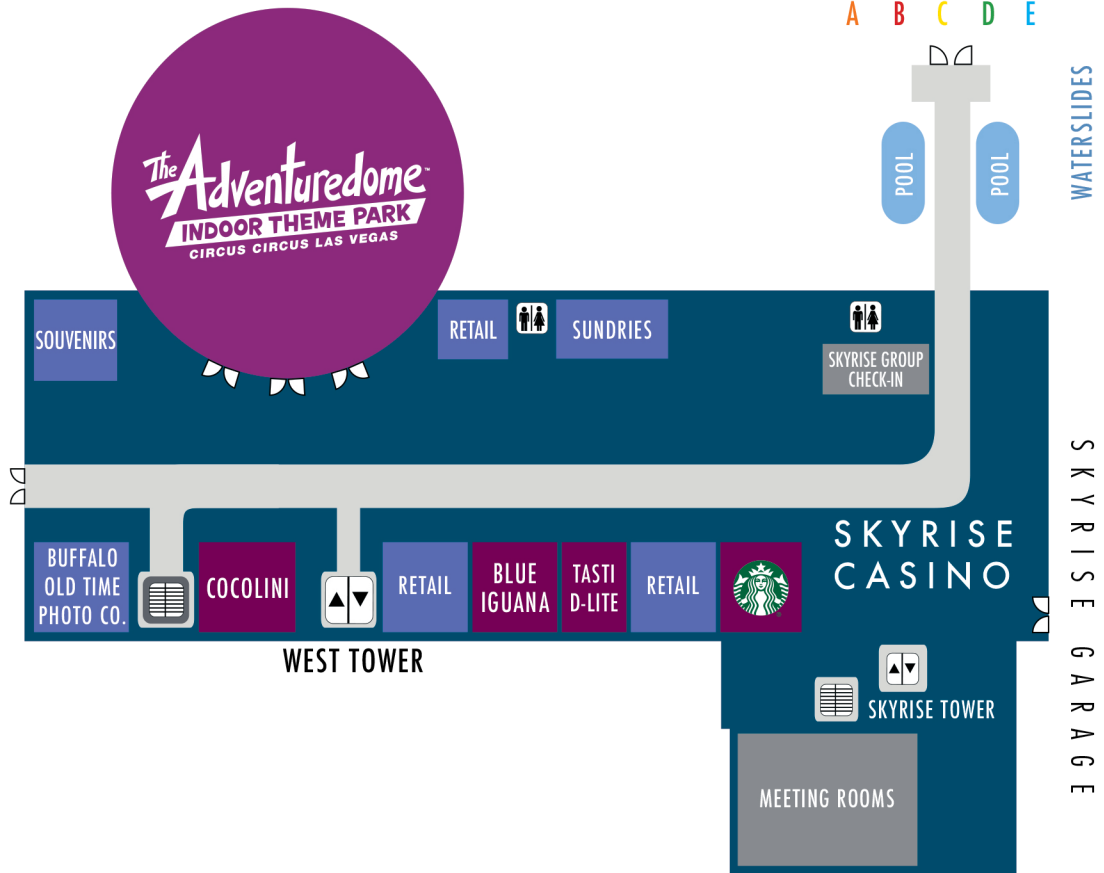 A B C D E
WATERSLIDES
The
Adventuredome™
INDOOR THEME PARK
CIRCUS CIRCUS LAS VEGAS
POOL
POOL
SOUVENIRS
RETAIL
SUNDRIES
SKYRISE GROUP
CHECK-IN
SKYRISE GARAGE
SKYRISE
CASINO
BUFFALO
OLD TIME
PHOTO CO.
COCOLINI
RETAIL
BLUE
IGUANA
TASTI
D-LITE
RETAIL
WEST TOWER
SKYRISE TOWER
MEETING ROOMS